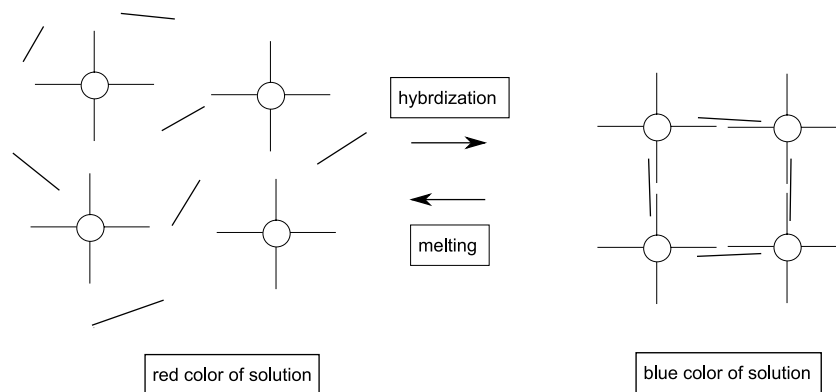 hybrdization
melting
red color of solution
blue color of solution